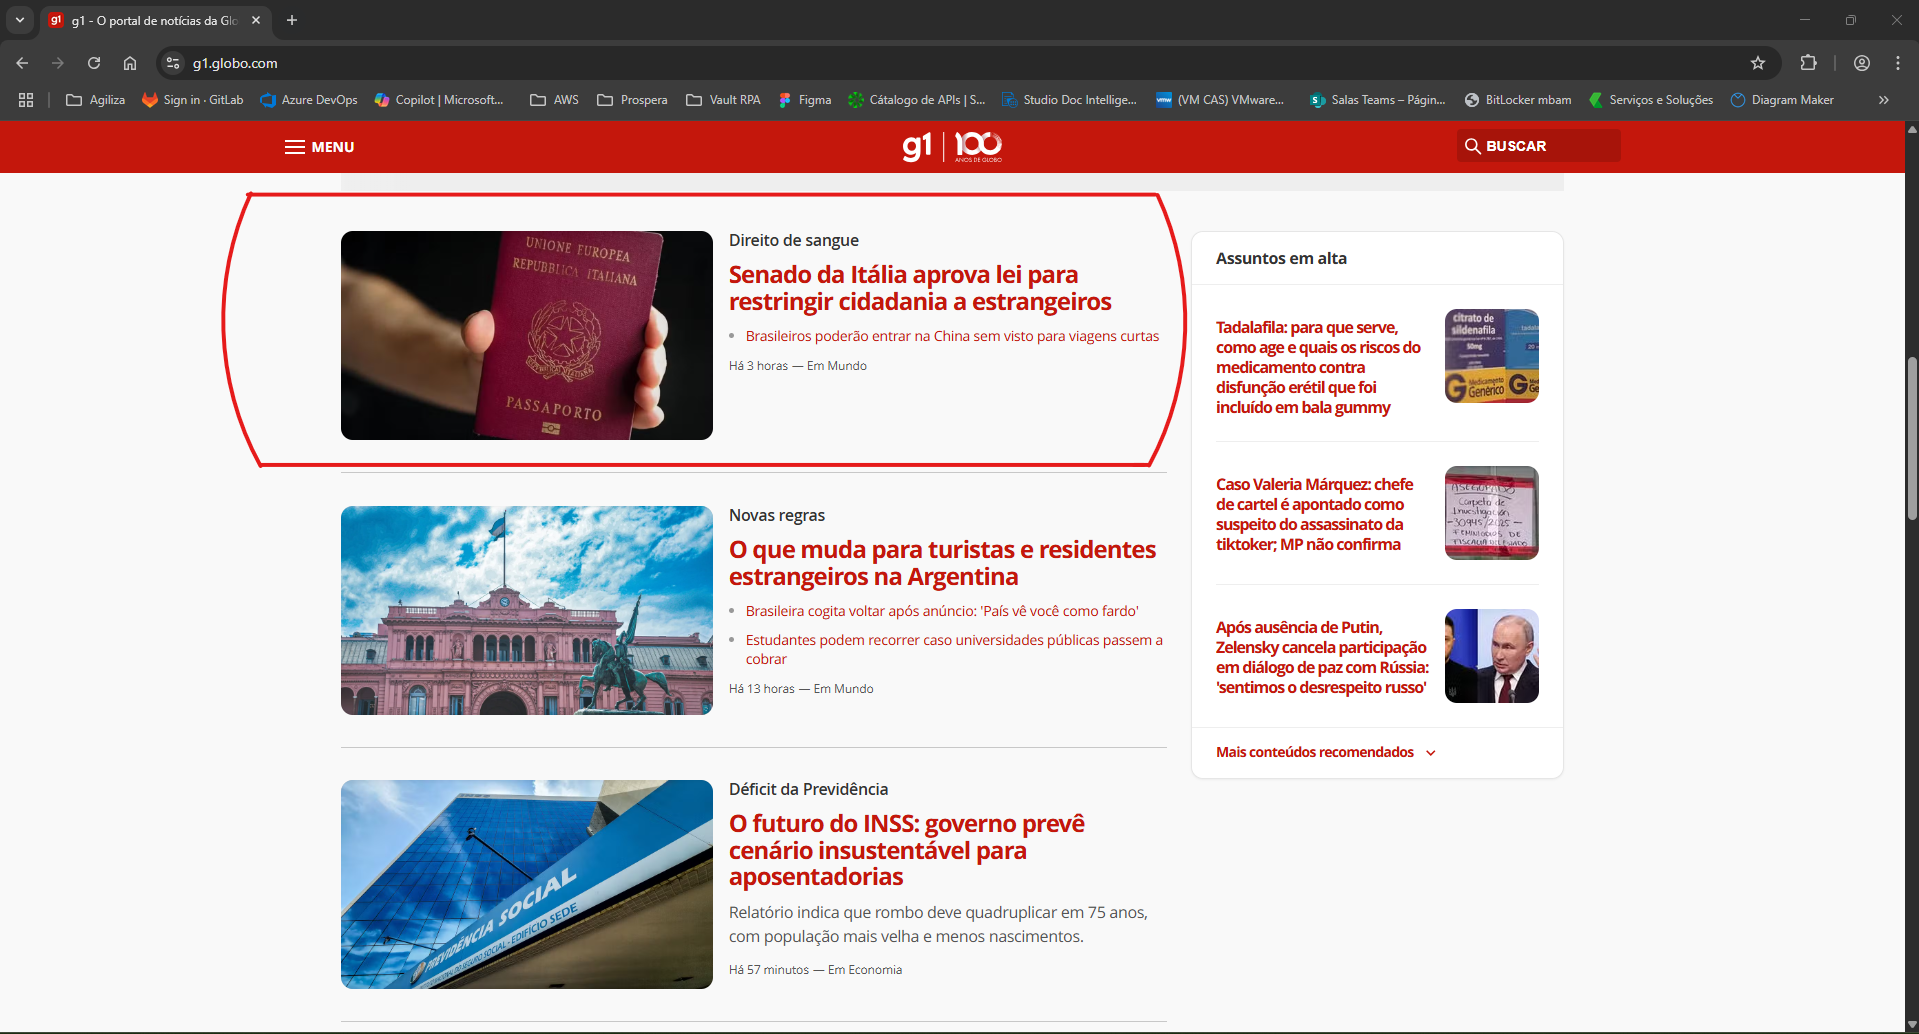 g1 - O portal de notícias da Glo
g1.globo.com
Agiliza
Sign in · GitLab
Azure DevOps
Copilot | Microsoft...
AWS
Prospera
Vault RPA
Figma
Cátalogo de APIs | S...
Studio Doc Intellige...
(VM CAS) VMware...
Salas Teams – Págin...
BitLocker mbam
Serviços e Soluções
Diagram Maker
MENU
g1 | 100
ANOS DE GLOBO
BUSCAR
UNIONE EUROPEA
REPUBBLICA ITALIANA
PASSAPORTO
Direito de sangue
Senado da Itália aprova lei para
restringir cidadania a estrangeiros
Brasileiros poderão entrar na China sem visto para viagens curtas
Há 3 horas — Em Mundo
Novas regras
O que muda para turistas e residentes
estrangeiros na Argentina
Brasileira cogita voltar após anúncio: 'País vê você como fardo'
Estudantes podem recorrer caso universidades públicas passem a
cobrar
Há 13 horas — Em Mundo
PREVIDÊNCIA SOCIAL
INSTITUTO NACIONAL DO SEGURO SOCIAL - EDIFÍCIO SEDE
Déficit da Previdência
O futuro do INSS: governo prevê
cenário insustentável para
aposentadorias
Relatório indica que rombo deve quadruplicar em 75 anos,
com população mais velha e menos nascimentos.
Há 57 minutos — Em Economia
Assuntos em alta
Tadalafila: para que serve,
como age e quais os riscos do
medicamento contra
disfunção erétil que foi
incluído em bala gummy
citrato de
sildenafila
50mg
Medicamento
Genérico
Caso Valeria Márquez: chefe
de cartel é apontado como
suspeito do assassinato da
tiktoker; MP não confirma
ASEGURADO
Carpeta de
Investigación
-30945/2025-
FEMINICIDIOS DE
Após ausência de Putin,
Zelensky cancela participação
em diálogo de paz com Rússia:
'sentimos o desrespeito russo'
Mais conteúdos recomendados